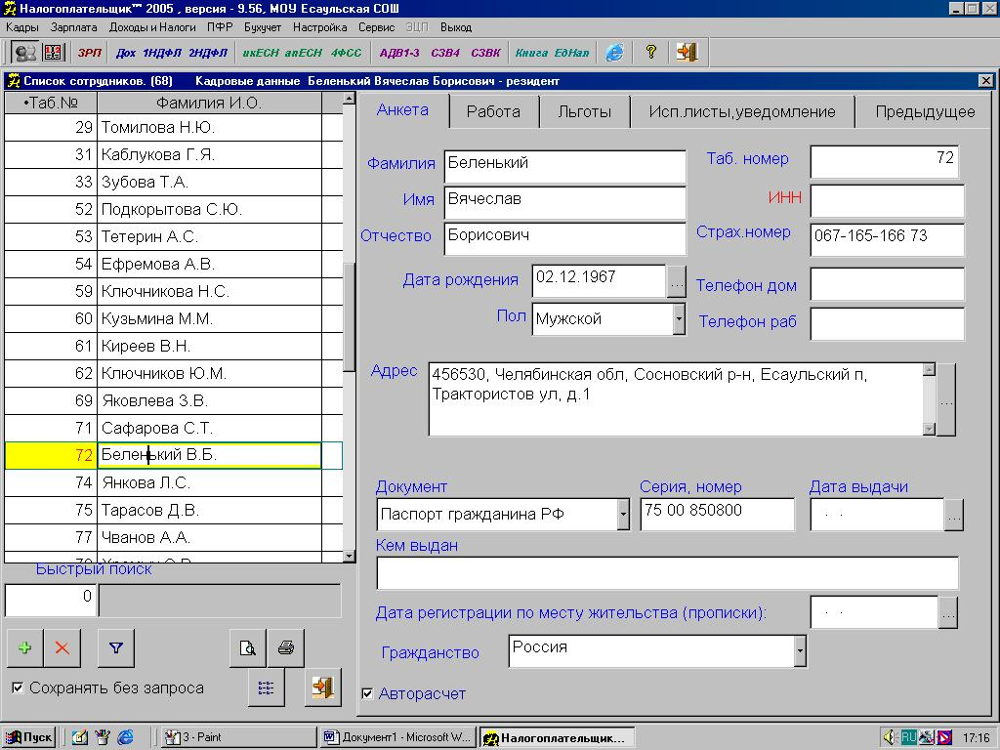 Налогоплательщик™ 2005 , версия - 9.56, МОУ Есаульская СОШ
Кадры Зарплата Доходы и Налоги ПФР Бухучет Настройка Сервис ЭЦП Выход
ЗРП Дох 1НДФЛ 2НДФЛ икЕСН апЕСН 4ФСС АДВ1-3 СЗВ4 СЗВК Книга ЕдНал
Список сотрудников. (68) Кадровые данные Беленький Вячеслав Борисович - резидент
•Таб.№ Фамилия И.О.
29 Томилова Н.Ю.
31 Каблукова Г.Я.
33 Зубова Т.А.
52 Подкорытова С.Ю.
53 Тетерин А.С.
54 Ефремова А.В.
59 Ключникова Н.С.
60 Кузьмина М.М.
61 Киреев В.Н.
62 Ключников Ю.М.
69 Яковлева З.В.
71 Сафарова С.Т.
72 Беленький В.Б.
74 Янкова Л.С.
75 Тарасов Д.В.
77 Чванов А.А.
Быстрый поиск
0
Сохранять без запроса
Анкета Работа Льготы Исп.листы,уведомление Предыдущее
Фамилия Беленький Таб. номер 72
Имя Вячеслав ИНН
Отчество Борисович Страх.номер 067-165-166 73
Дата рождения 02.12.1967 ... Телефон дом
Пол Мужской Телефон раб
Адрес 456530, Челябинская обл, Сосновский р-н, Есаульский п,
Трактористов ул, д.1 ...
Документ Серия, номер Дата выдачи
Паспорт гражданина РФ 75 00 850800 . . ...
Кем выдан
Дата регистрации по месту жительства (прописки): . . ...
Гражданство Россия
Авторасчет
Пуск 3 - Paint Документ1 - Microsoft W... Налогоплательщик... RU 17:16